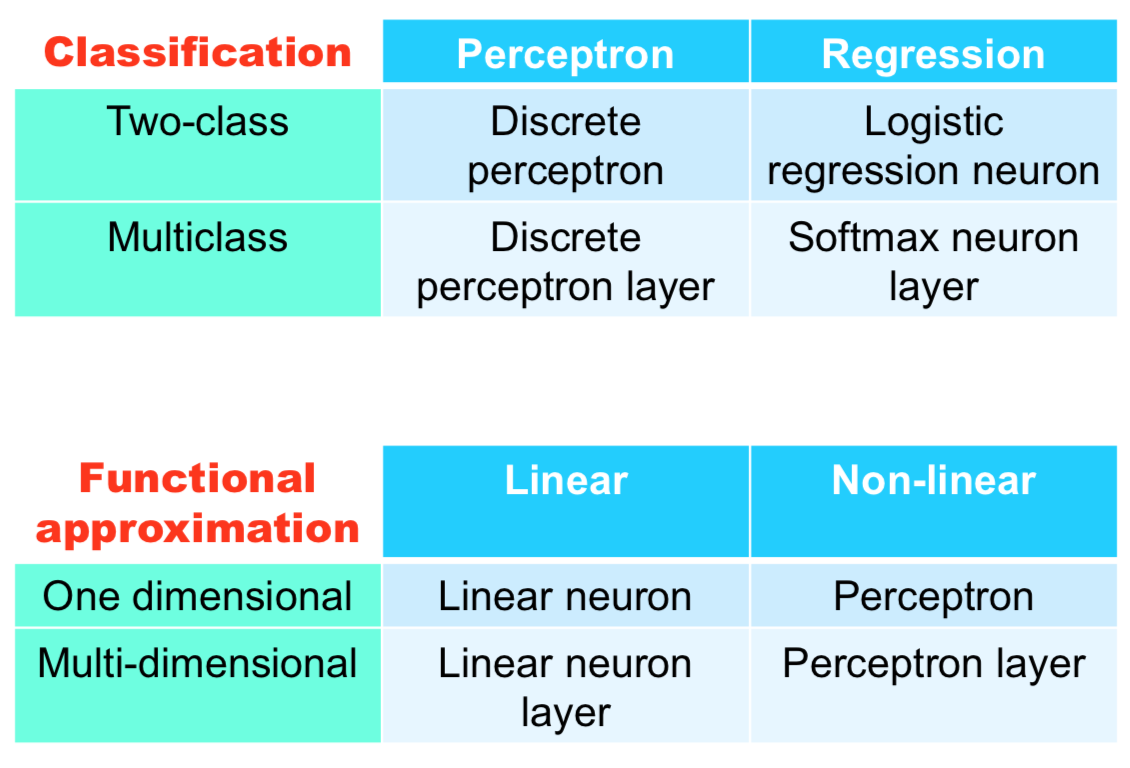 Classification Perceptron Regression
Two-class Discrete perceptron Logistic regression neuron
Multiclass Discrete perceptron layer Softmax neuron layer
Functional approximation Linear Non-linear
One dimensional Linear neuron Perceptron
Multi-dimensional Linear neuron layer Perceptron layer